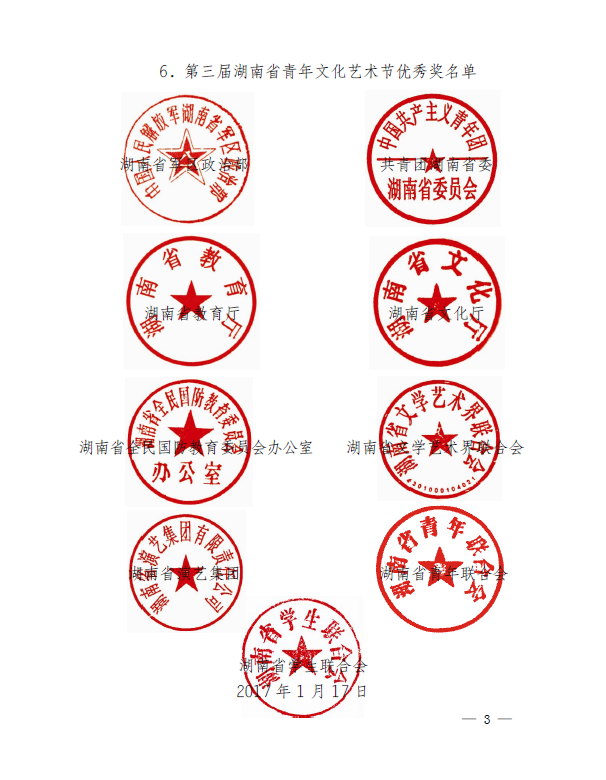 6. 第三届湖南省青年文化艺术节优秀奖名单
中国人民解放军湖南省军区政治部
湖南省军区政治部
中国共产主义青年团
共青团湖南省委
湖南省委员会
湖南省教育厅
湖南省教育厅
湖南省文化厅
湖南省文化厅
湖南省全民国防教育委员会
湖南省全民国防教育委员会办公室
办公室
湖南省文学艺术界联合会
湖南省文学艺术界联合会
4301000104021
湖南省演艺集团有限责任公司
湖南省演艺集团
湖南省青年联合会
湖南省青年联合会
湖南省学生联合会
湖南省学生联合会
2017 年 1 月 17 日
— 3 —